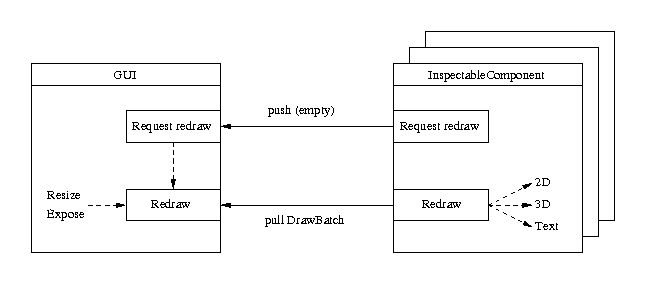 GUI
InspectableComponent
Request redraw
push (empty)
Request redraw
Resize
Expose
Redraw
pull DrawBatch
Redraw
2D
3D
Text